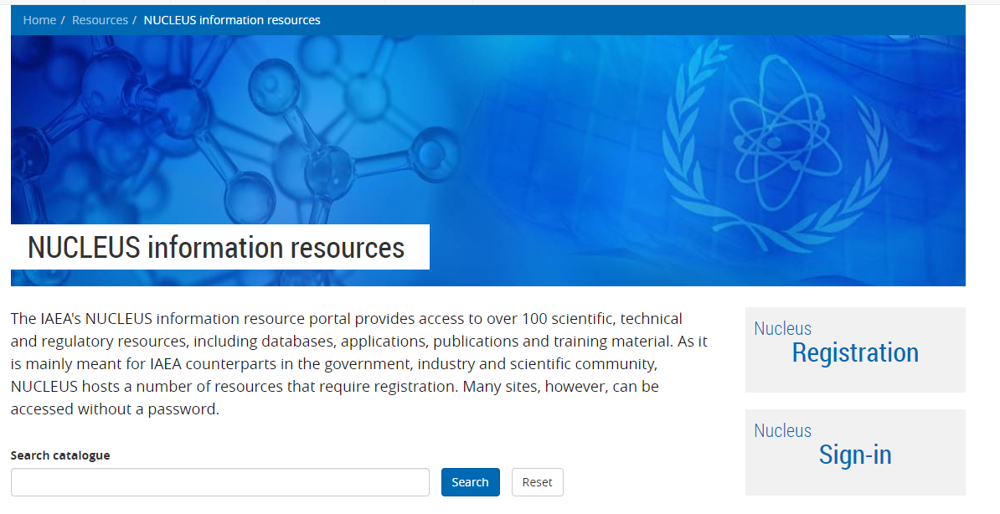 Home / Resources / NUCLEUS information resources
NUCLEUS information resources
The IAEA's NUCLEUS information resource portal provides access to over 100 scientific, technical
and regulatory resources, including databases, applications, publications and training material. As it
is mainly meant for IAEA counterparts in the government, industry and scientific community,
NUCLEUS hosts a number of resources that require registration. Many sites, however, can be
accessed without a password.
Search catalogue
Search
Reset
Nucleus
Registration
Nucleus
Sign-in